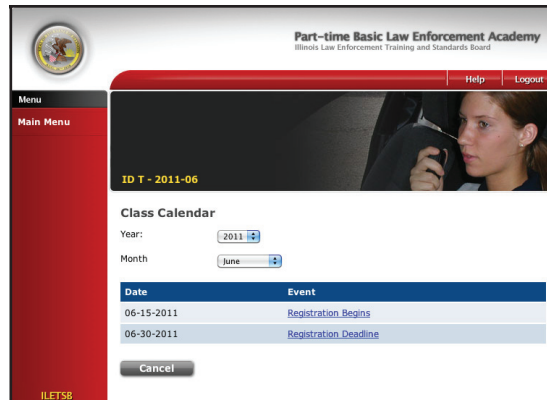 Part-time Basic Law Enforcement Academy
Illinois Law Enforcement Training and Standards Board
Help Logout
Menu
Main Menu
ID T - 2011-06
Class Calendar
Year: 2011
Month June
Date Event
06-15-2011 Registration Begins
06-30-2011 Registration Deadline
Cancel
ILETSB